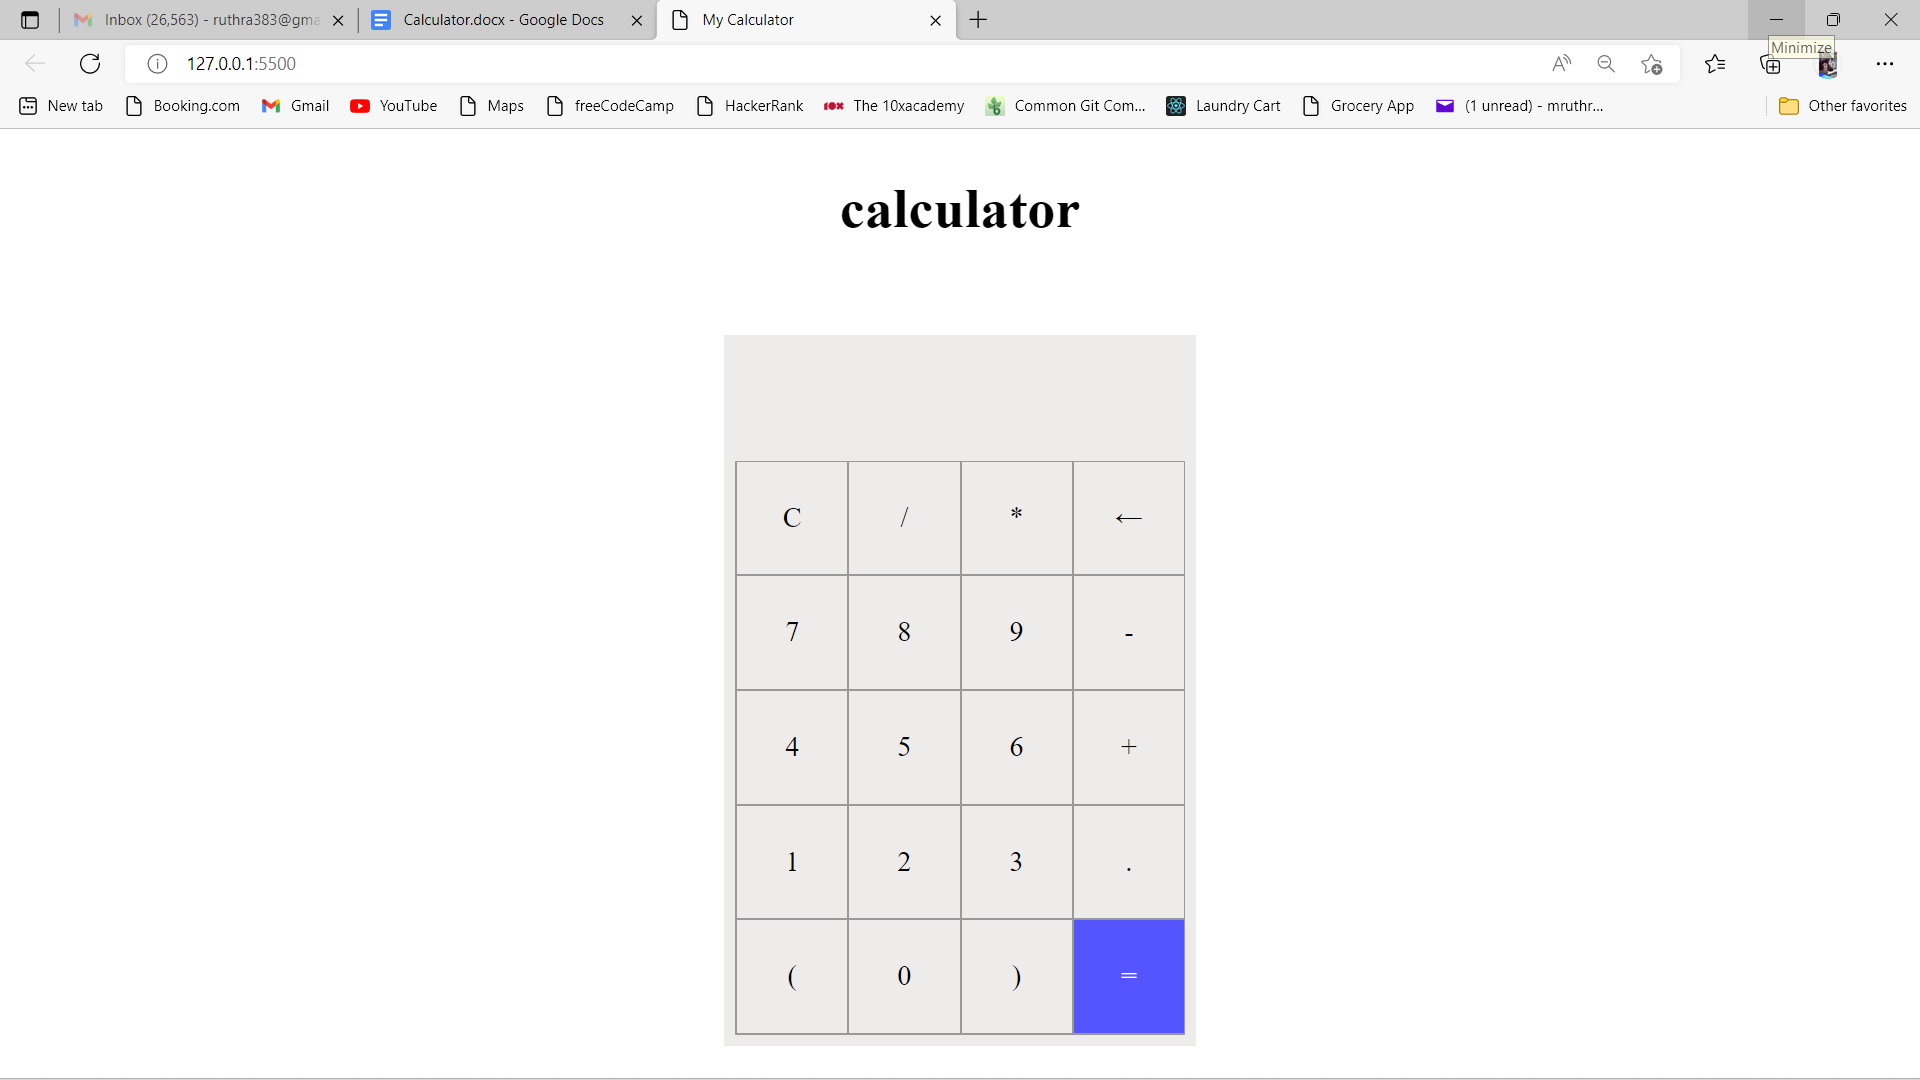 Inbox (26,563) - ruthra383@gma
Calculator.docx - Google Docs
My Calculator
127.0.0.1:5500
Minimize
New tab
Booking.com
Gmail
YouTube
Maps
freeCodeCamp
HackerRank
The 10xacademy
Common Git Com...
Laundry Cart
Grocery App
(1 unread) - mruthr...
Other favorites
calculator
C / * ←
7 8 9 -
4 5 6 +
1 2 3 .
( 0 ) =